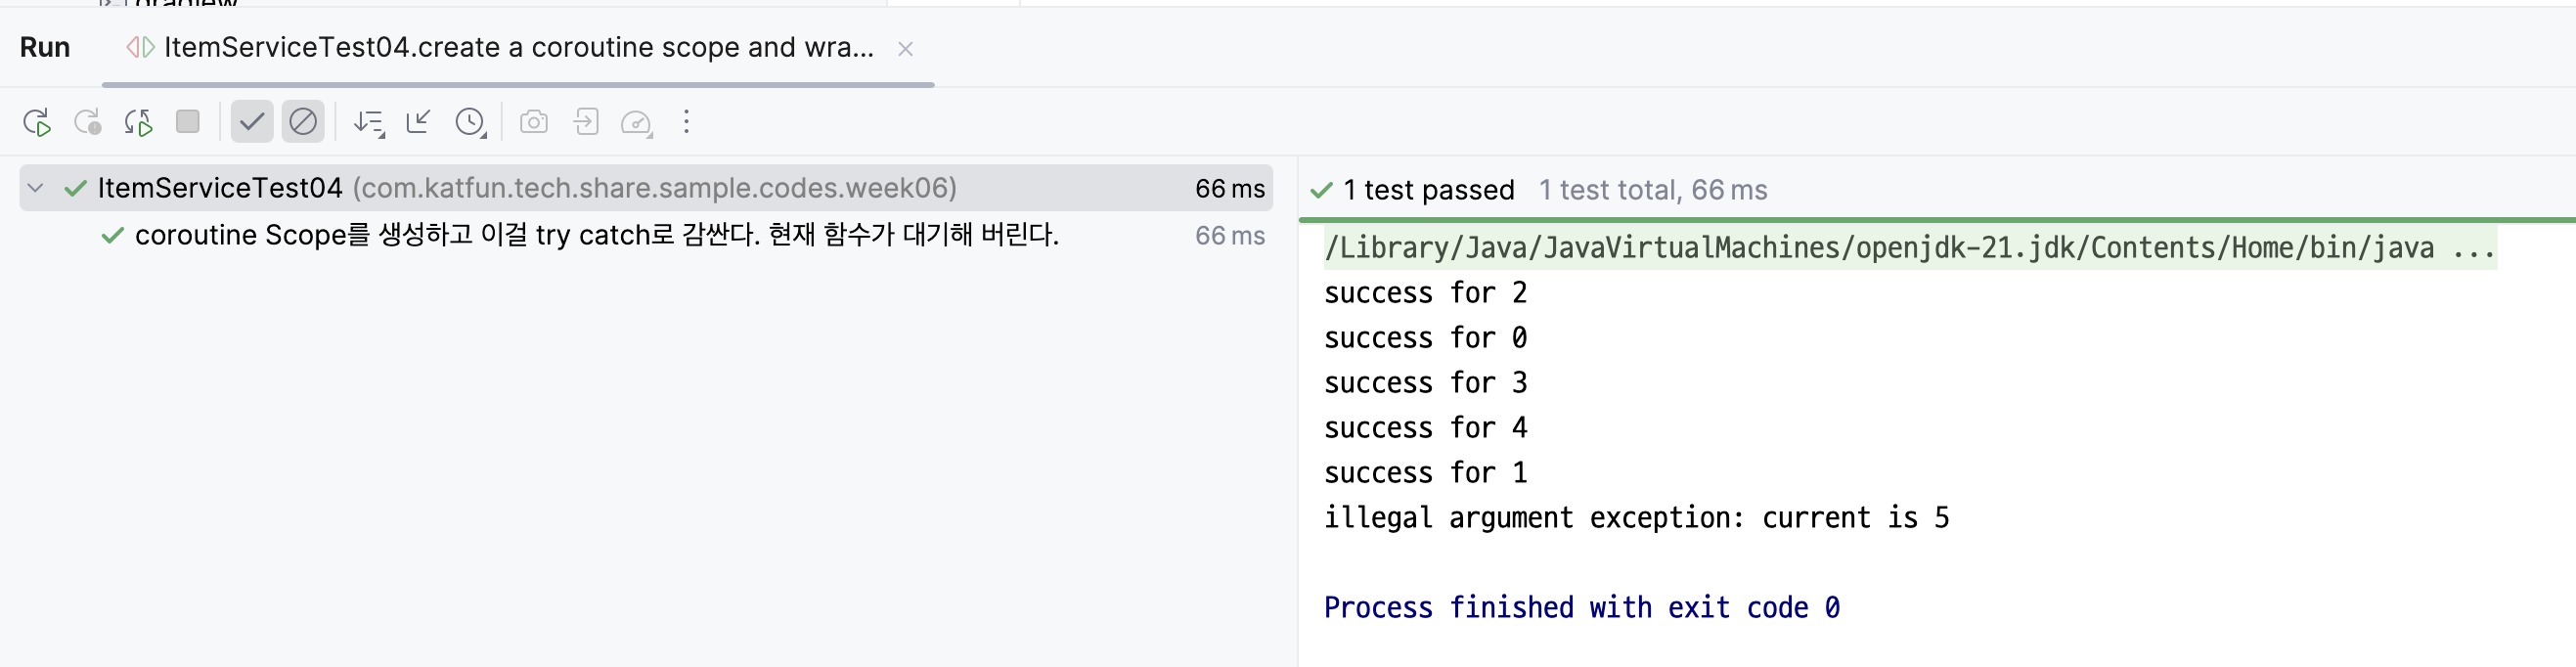 gradlew
Run ItemServiceTest04.create a coroutine scope and wra...
ItemServiceTest04 (com.katfun.tech.share.sample.codes.week06) 66 ms
coroutine Scope를 생성하고 이걸 try catch로 감싼다. 현재 함수가 대기해 버린다. 66 ms
1 test passed 1 test total, 66 ms
/Library/Java/JavaVirtualMachines/openjdk-21.jdk/Contents/Home/bin/java ...
success for 2
success for 0
success for 3
success for 4
success for 1
illegal argument exception: current is 5
Process finished with exit code 0